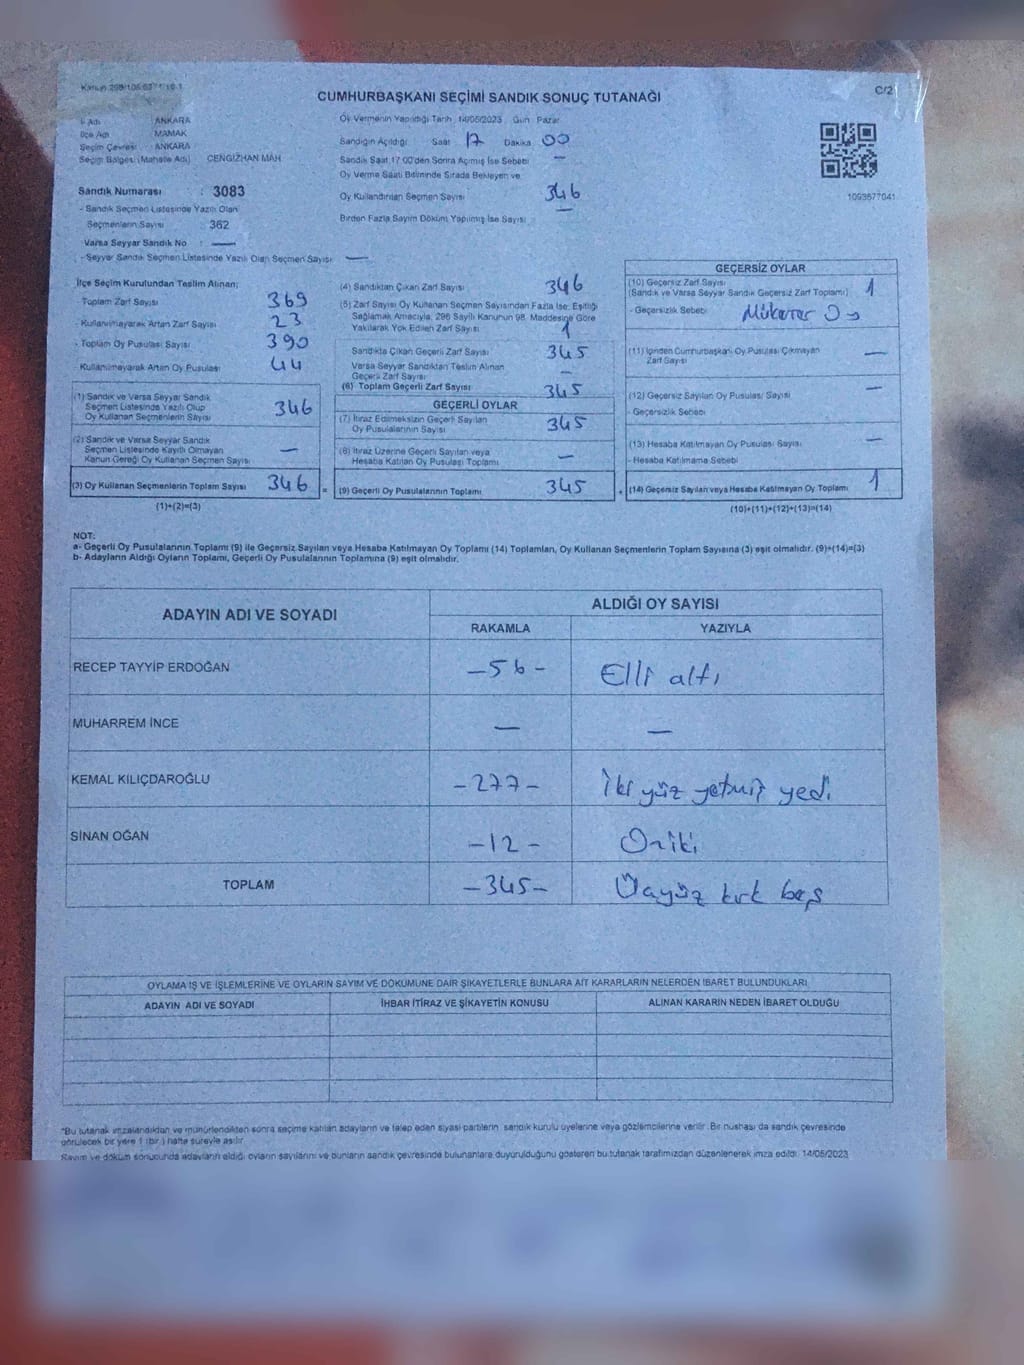 Kanun 298/105
C/2
CUMHURBAŞKANI SEÇİMİ SANDIK SONUÇ TUTANAĞI
İl Adı ANKARA
İlçe Adı MAMAK
Seçim Çevresi ANKARA
Seçim Bölgesi (Mahalle Adı) CENGİZHAN MAH
Sandık Numarası : 3083
- Sandık Seçmen Listesinde Yazılı Olan
Seçmenlerin Sayısı 362
Varsa Seyyar Sandık No : —
- Seyyar Sandık Seçmen Listesinde Yazılı Olan Seçmen Sayısı —
Oy Vermenin Yapıldığı Tarih 14/05/2023 Gün Pazar
Sandığın Açıldığı Saat 17 Dakika 00
Sandık Saat 17:00'den Sonra Açılmış İse Sebebi —
Oy Verme Saati Bitiminde Sırada Bekleyen ve
Oy Kullandırılan Seçmen Sayısı 346
Birden Fazla Sayım Döküm Yapılmış İse Sayısı —
1093677041
İlçe Seçim Kurulundan Teslim Alınan;
Toplam Zarf Sayısı 369
- Kullanılmayarak Artan Zarf Sayısı 23
- Toplam Oy Pusulası Sayısı 390
Kullanılmayarak Artan Oy Pusulası 44
(1) Sandık ve Varsa Seyyar Sandık
Seçmen Listesinde Yazılı Olup
Oy Kullanan Seçmenlerin Sayısı 346
(2) Sandık ve Varsa Seyyar Sandık
Seçmen Listesinde Kayıtlı Olmayan
Kanun Gereği Oy Kullanan Seçmen Sayısı —
(3) Oy Kullanan Seçmenlerin Toplam Sayısı 346 =
(1)+(2)=(3)
(4) Sandıktan Çıkan Zarf Sayısı 346
(5) Zarf Sayısı Oy Kullanan Seçmen Sayısından Fazla İse; Eşitliği
Sağlamak Amacıyla, 298 Sayılı Kanunun 98. Maddesine Göre
Yakılarak Yok Edilen Zarf Sayısı 1
Sandıkta Çıkan Geçerli Zarf Sayısı 345
Varsa Seyyar Sandıktan Teslim Alınan
Geçerli Zarf Sayısı —
(6) Toplam Geçerli Zarf Sayısı 345
GEÇERLİ OYLAR
(7) İtiraz Edilmeksizin Geçerli Sayılan
Oy Pusulalarının Sayısı 345
(8) İtiraz Üzerine Geçerli Sayılan veya
Hesaba Katılan Oy Pusulası Toplamı —
(9) Geçerli Oy Pusulalarının Toplamı 345 +
GEÇERSİZ OYLAR
(10) Geçersiz Zarf Sayısı
(Sandık ve Varsa Seyyar Sandık Geçersiz Zarf Toplamı) 1
- Geçersizlik Sebebi
(11) İçinden Cumhurbaşkanı Oy Pusulası Çıkmayan
Zarf Sayısı —
(12) Geçersiz Sayılan Oy Pusulası Sayısı —
- Geçersizlik Sebebi
(13) Hesaba Katılmayan Oy Pusulası Sayısı —
- Hesaba Katılmama Sebebi
(14) Geçersiz Sayılan veya Hesaba Katılmayan Oy Toplamı 1
(10)+(11)+(12)+(13)=(14)
NOT:
a- Geçerli Oy Pusulalarının Toplamı (9) ile Geçersiz Sayılan veya Hesaba Katılmayan Oy Toplamı (14) Toplamları, Oy Kullanan Seçmenlerin Toplam Sayısına (3) eşit olmalıdır. (9)+(14)=(3)
b- Adayların Aldığı Oyların Toplamı, Geçerli Oy Pusulalarının Toplamına (9) eşit olmalıdır.
ADAYIN ADI VE SOYADI
ALDIĞI OY SAYISI
RAKAMLA YAZIYLA
RECEP TAYYİP ERDOĞAN -56- Elli altı
MUHARREM İNCE — —
KEMAL KILIÇDAROĞLU -277- İki yüz yetmiş yedi
SİNAN OĞAN -12- Oniki
TOPLAM -345- Üçyüz kırk beş
OYLAMA İŞ VE İŞLEMLERİNE VE OYLARIN SAYIM VE DÖKÜMÜNE DAİR ŞİKAYETLERLE BUNLARA AİT KARARLARIN NELERDEN İBARET BULUNDUKLARI
ADAYIN ADI VE SOYADI İHBAR İTİRAZ VE ŞİKAYETİN KONUSU ALINAN KARARIN NEDEN İBARET OLDUĞU
*Bu tutanak imzalandıktan ve mühürlendikten sonra seçime katılan adayların ve talep eden siyasi partilerin sandık kurulu üyelerine veya gözlemcilerine verilir. Bir nüshası da sandık çevresinde
görülecek bir yere 1 (bir) hafta süreyle asılır.
Sayım ve döküm sonucunda adayların aldığı oyların sayılarını ve bunların sandık çevresinde bulunanlara duyurulduğunu gösteren bu tutanak tarafımızdan düzenlenerek imza edildi. 14/05/2023